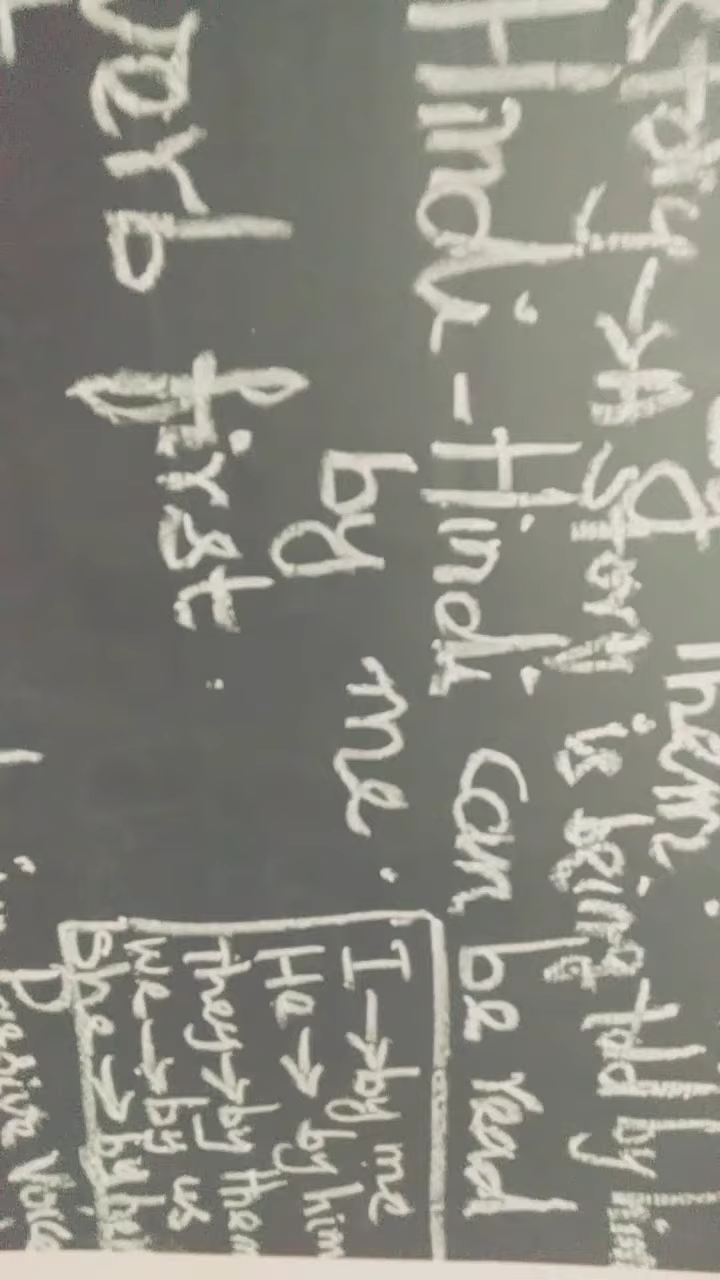 them.
story → A story is being told by him
Hindi - Hindi can be read
by me.
verb first.
I → by me
He → by him
They → by them
We → by us
She → by her
in passive Voice